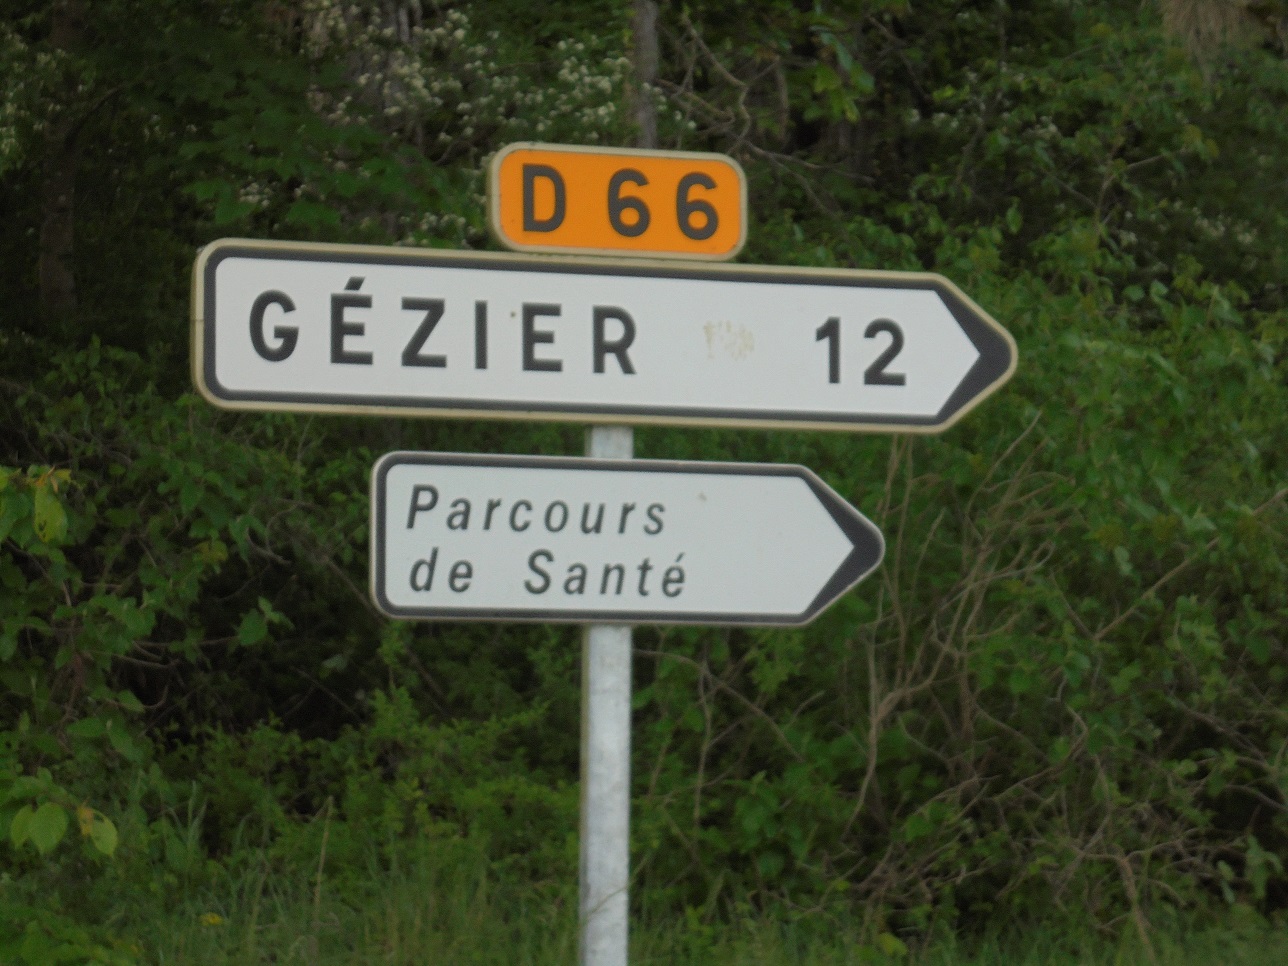 D 66
GÉZIER 12
Parcours
de Santé